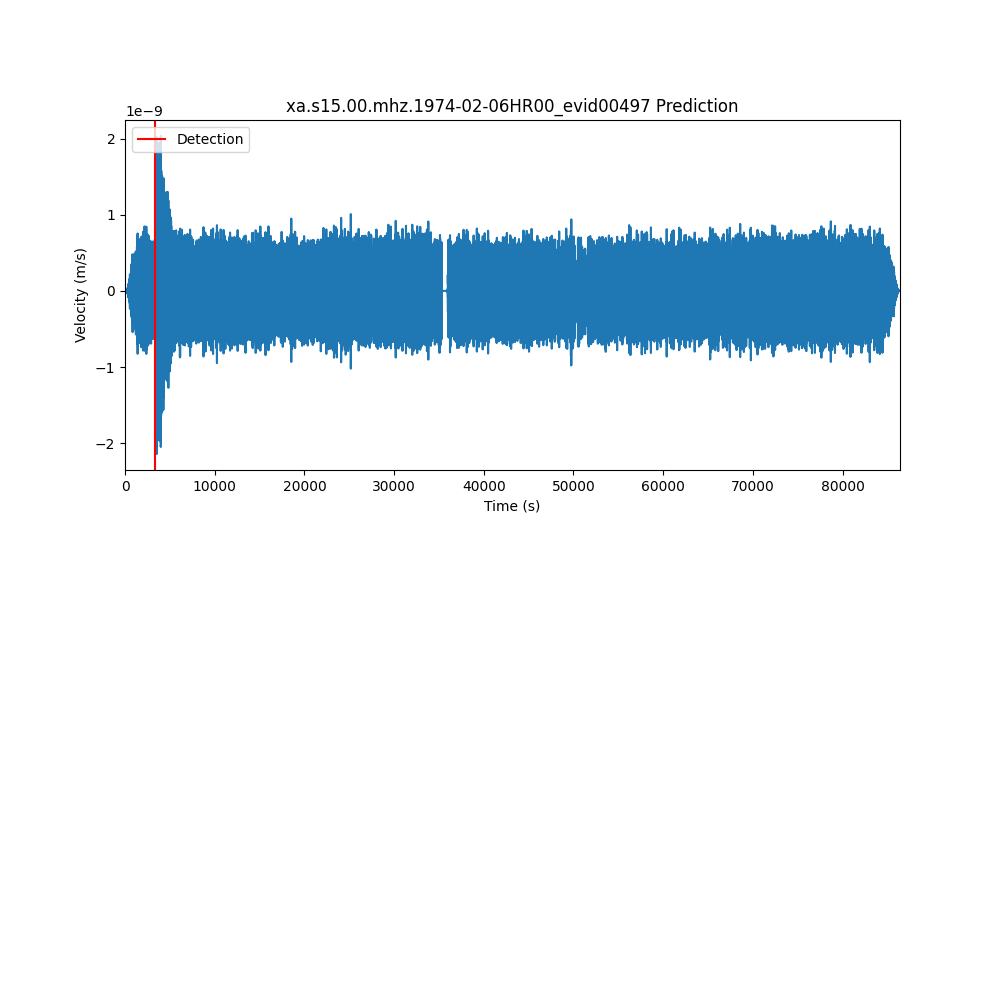 xa.s15.00.mhz.1974-02-06HR00_evid00497 Prediction
1e−9
Detection
2
1
0
−1
−2
Velocity (m/s)
0 10000 20000 30000 40000 50000 60000 70000 80000
Time (s)